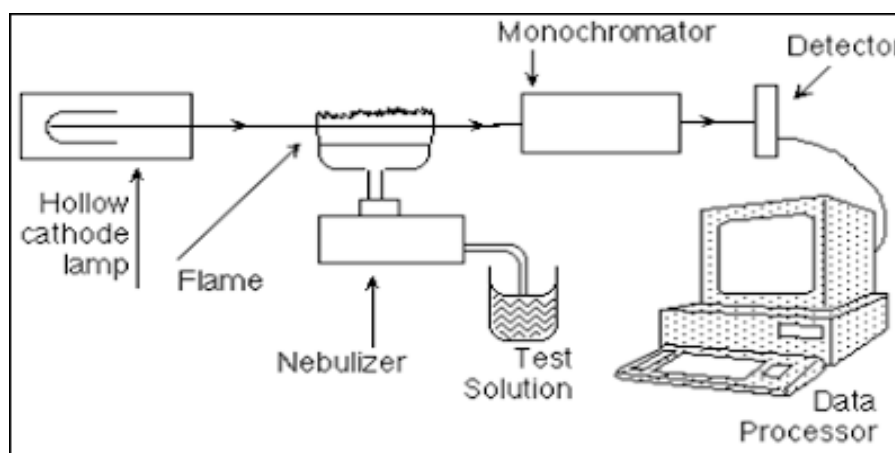 Monochromator
Detector
Hollow
cathode
lamp
Flame
Nebulizer
Test
Solution
Data
Processor